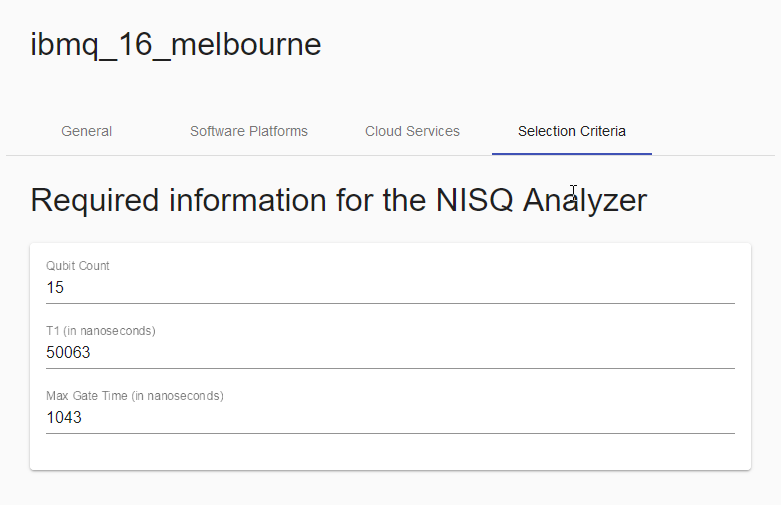 ibmq_16_melbourne
General Software Platforms Cloud Services Selection Criteria
Required information for the NISQ Analyzer
Qubit Count
15
T1 (in nanoseconds)
50063
Max Gate Time (in nanoseconds)
1043